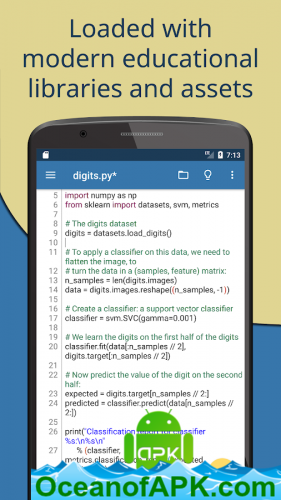 Loaded with
modern educational
libraries and assets
7:13
digits.py*
5 import numpy as np
6 from sklearn import datasets, svm, metrics
7
8 # The digits dataset
9 digits = datasets.load_digits()
10
11 # To apply a classifier on this data, we need to
flatten the image, to
12 # turn the data in a (samples, feature) matrix:
13 n_samples = len(digits.images)
14 data = digits.images.reshape((n_samples, -1))
15
16 # Create a classifier: a support vector classifier
17 classifier = svm.SVC(gamma=0.001)
18
19 # We learn the digits on the first half of the digits
20 classifier.fit(data[:n_samples // 2],
digits.target[:n_samples // 2])
21
22 # Now predict the value of the digit on the second
half:
23 expected = digits.target[n_samples // 2:]
24 predicted = classifier.predict(data[n_samples //
2:])
25
26 print("Classification report for classifier
%s:\n%s\n"
% (classifier,
metrics.classification
APK
OceanofAPK.com